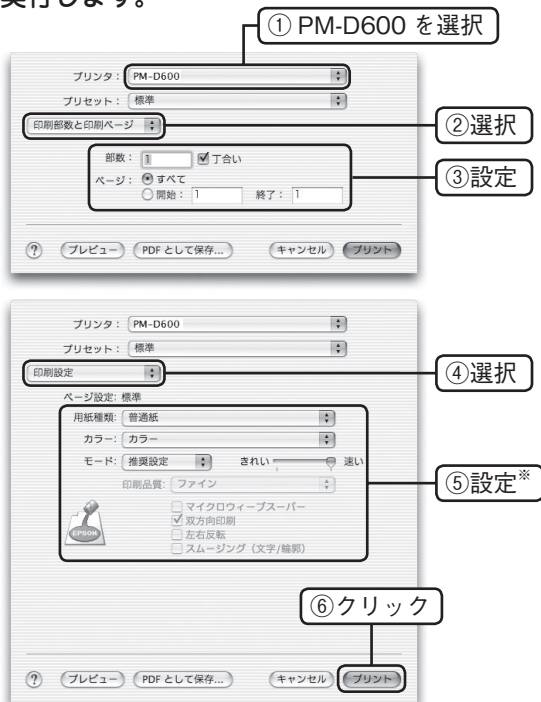 実行します。
① PM-D600 を選択
プリンタ： PM-D600
プリセット： 標準
印刷部数と印刷ページ
②選択
部数： 1 丁合い
ページ： すべて
開始： 1 終了： 1
③設定
? プレビュー PDF として保存... キャンセル プリント
プリンタ： PM-D600
プリセット： 標準
印刷設定
④選択
ページ設定: 標準
用紙種類: 普通紙
カラー: カラー
モード: 推奨設定 きれい 速い
印刷品質: ファイン
⑤設定※
マイクロウィーブスーパー
双方向印刷
左右反転
スムージング（文字/輪郭）
EPSON
⑥クリック
? プレビュー PDF として保存... キャンセル プリント